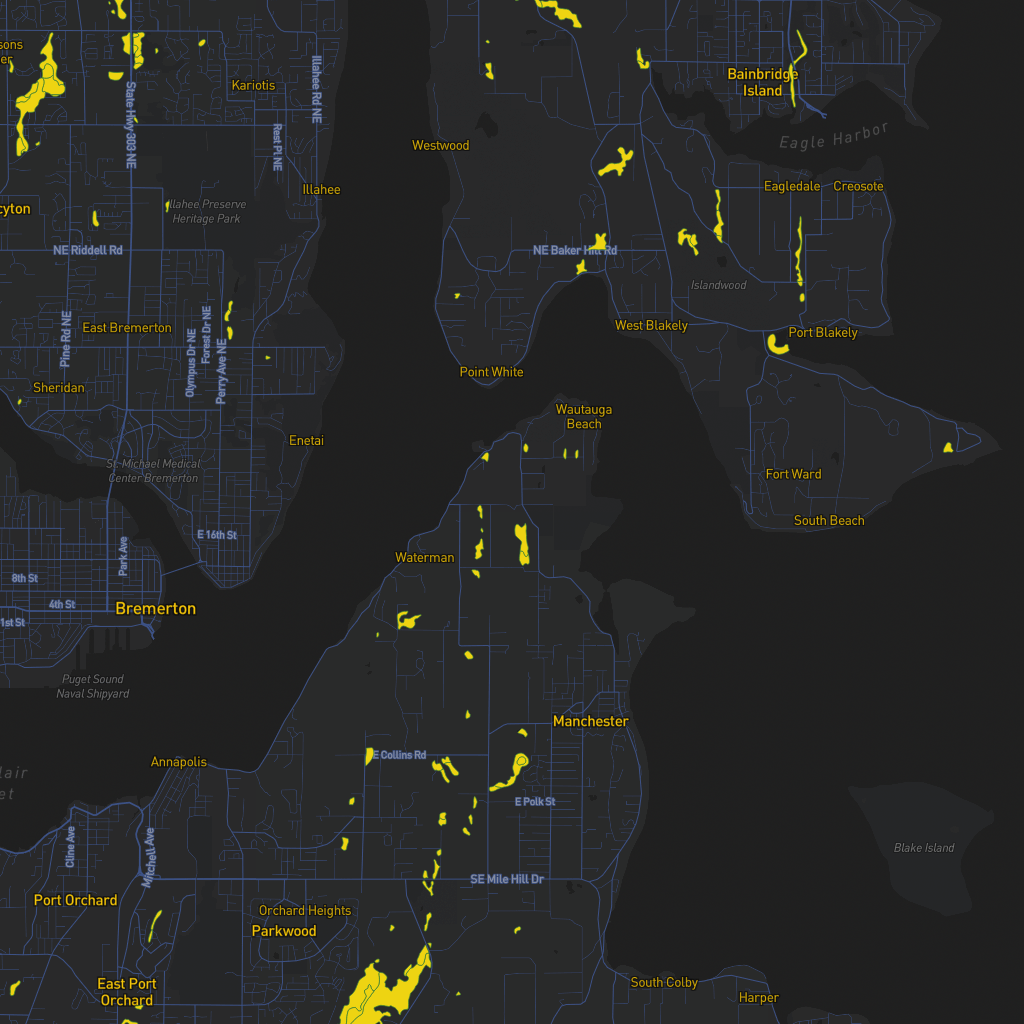 sons
er
Kariotis
Illahee Rd NE
State Hwy 303 NE
Rest Pl NE
Bainbridge
Island
Eagle Harbor
Westwood
Illahee
Eagledale
Creosote
cyton
Illahee Preserve
Heritage Park
NE Riddell Rd
NE Baker Hill Rd
Islandwood
East Bremerton
Pine Rd NE
Olympus Dr NE
Forest Dr NE
Perry Ave NE
West Blakely
Port Blakely
Point White
Sheridan
Wautauga
Beach
Enetai
St. Michael Medical
Center Bremerton
Fort Ward
South Beach
E 16th St
Park Ave
Waterman
8th St
4th St
1st St
Bremerton
Puget Sound
Naval Shipyard
Manchester
E Collins Rd
Annapolis
lair
et
E Polk St
Cline Ave
Mitchell Ave
Blake Island
SE Mile Hill Dr
Port Orchard
Orchard Heights
Parkwood
East Port
Orchard
South Colby
Harper